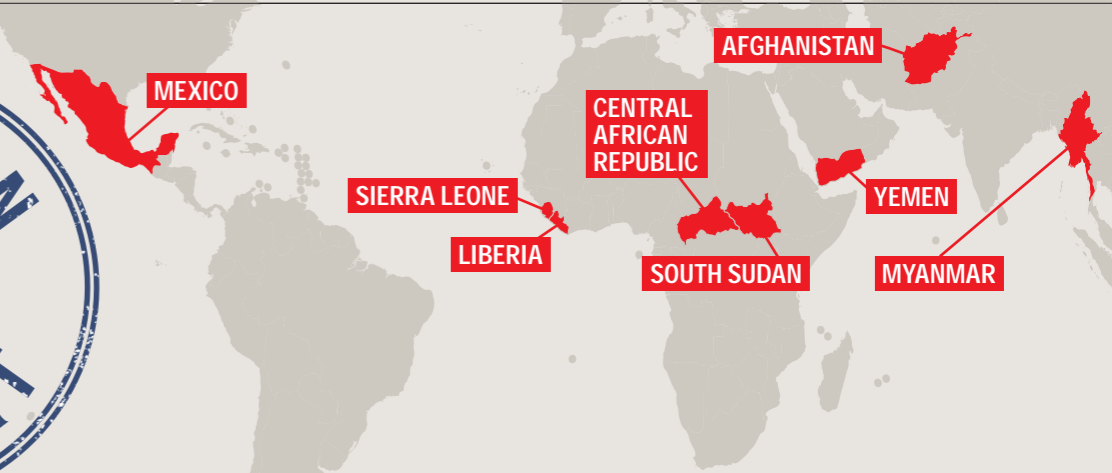 AFGHANISTAN
MEXICO
CENTRAL
AFRICAN
REPUBLIC
SIERRA LEONE
YEMEN
LIBERIA
SOUTH SUDAN
MYANMAR